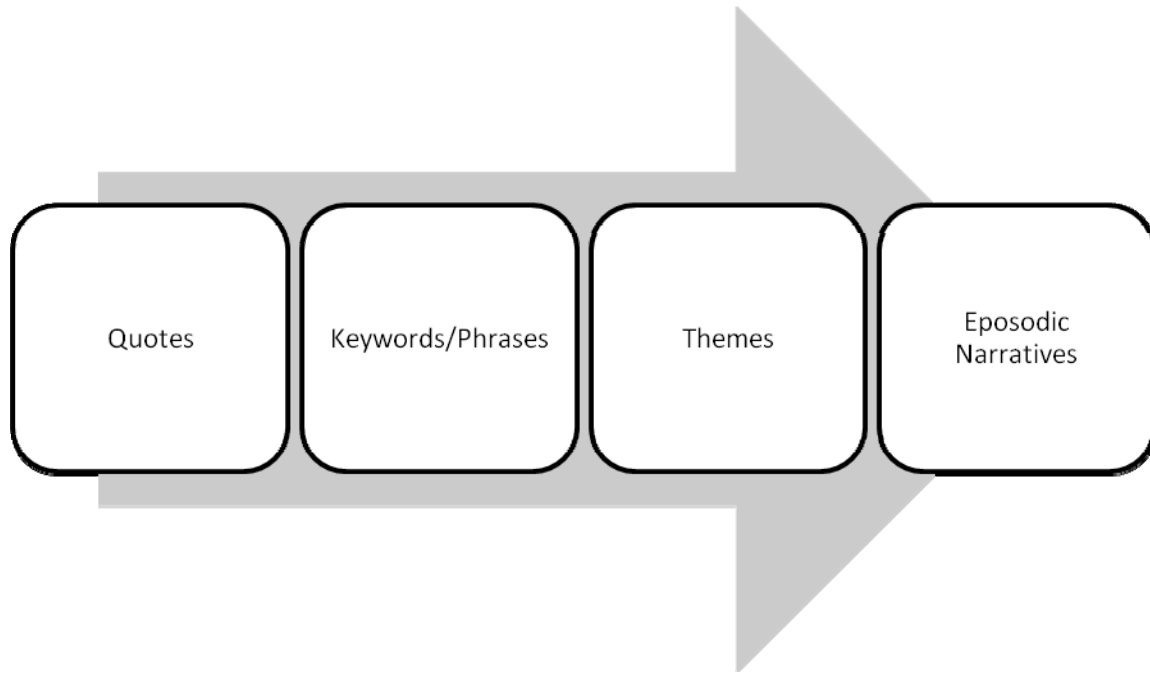 Quotes
Keywords/Phrases
Themes
Eposodic
Narratives